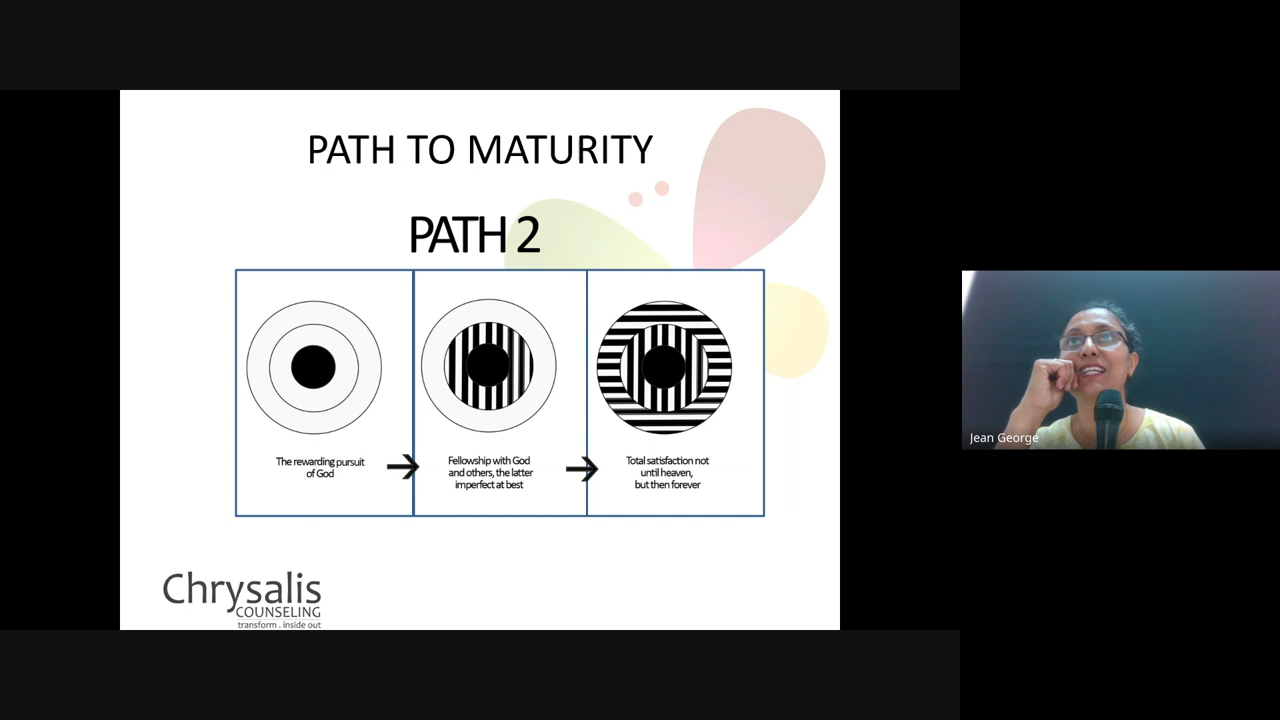 PATH TO MATURITY
PATH 2
The rewarding pursuit
of God
Fellowship with God
and others, the latter
imperfect at best
Total satisfaction not
until heaven,
but then forever
Chrysalis
COUNSELING
transform . inside out
Jean George